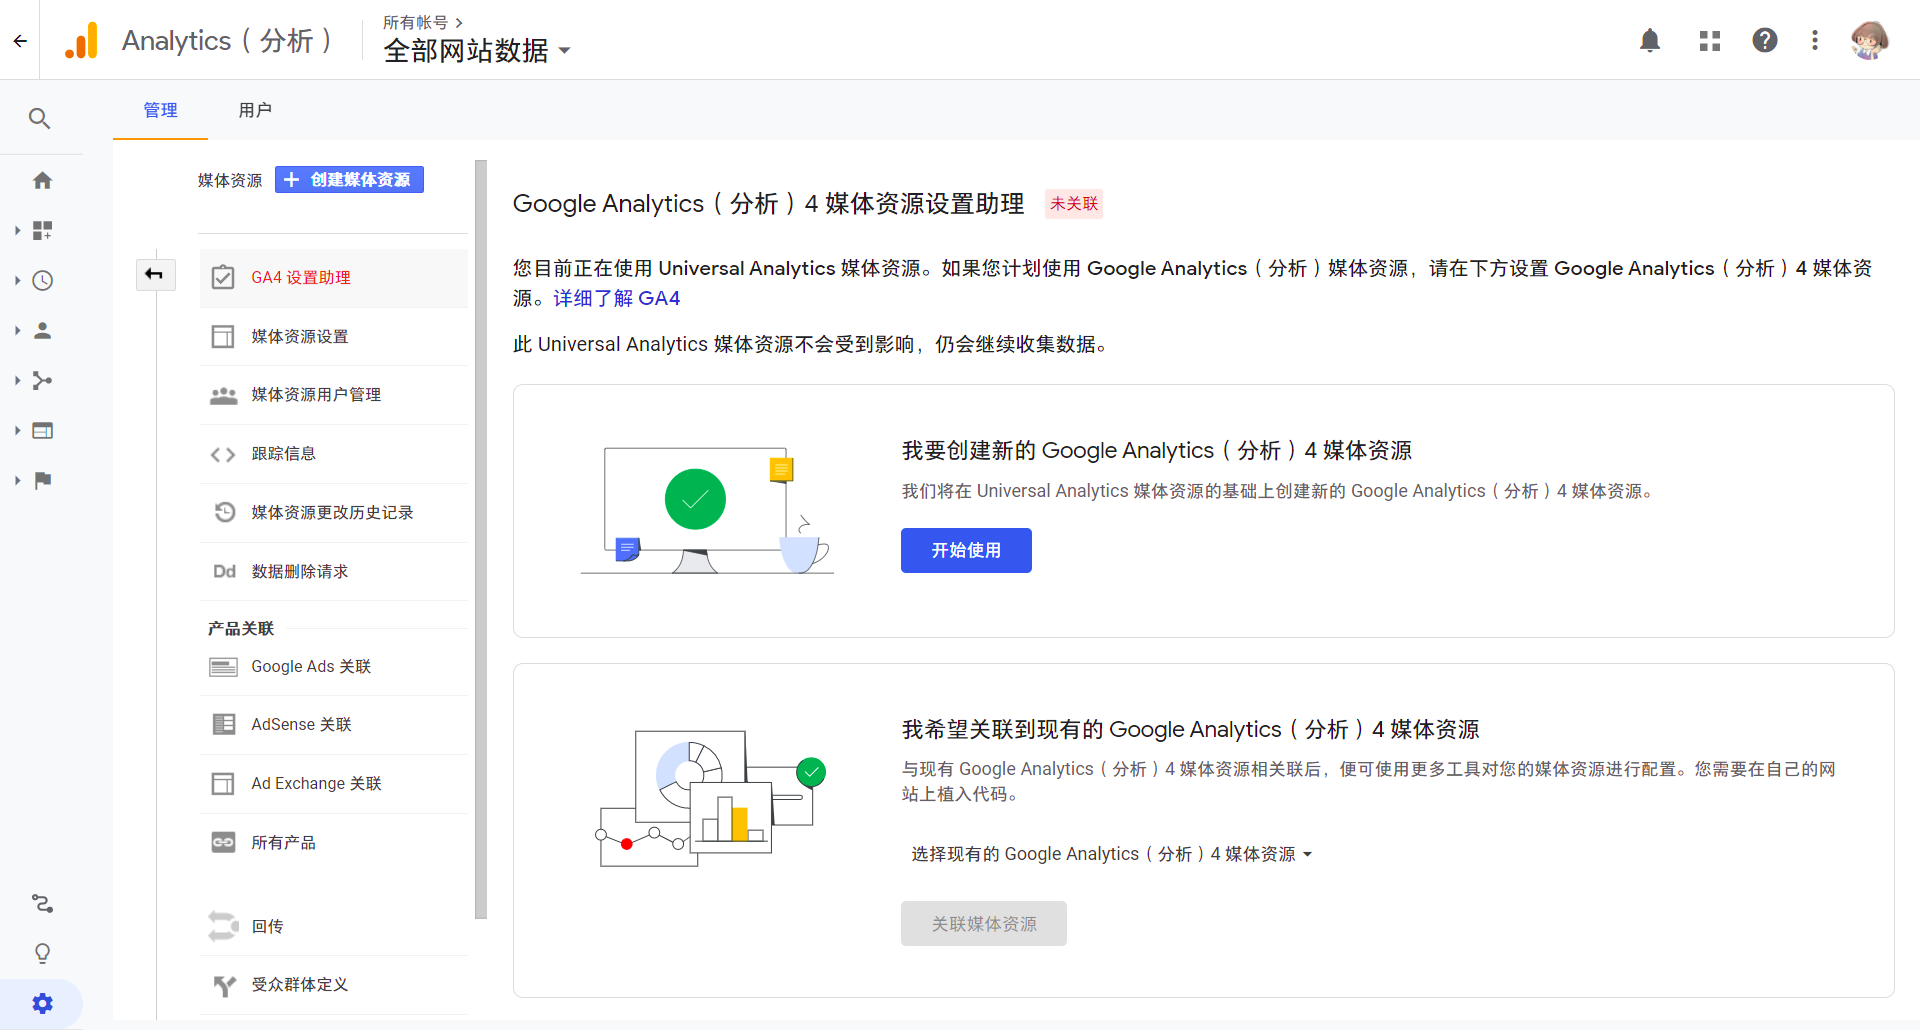 Analytics（分析）
所有帐号
全部网站数据
管理
用户
媒体资源
创建媒体资源
GA4 设置助理
媒体资源设置
媒体资源用户管理
跟踪信息
媒体资源更改历史记录
Dd 数据删除请求
产品关联
Google Ads 关联
AdSense 关联
Ad Exchange 关联
所有产品
回传
受众群体定义
Google Analytics（分析）4 媒体资源设置助理
未关联
您目前正在使用 Universal Analytics 媒体资源。如果您计划使用 Google Analytics（分析）媒体资源，请在下方设置 Google Analytics（分析）4 媒体资
源。详细了解 GA4
此 Universal Analytics 媒体资源不会受到影响，仍会继续收集数据。
我要创建新的 Google Analytics（分析）4 媒体资源
我们将在 Universal Analytics 媒体资源的基础上创建新的 Google Analytics（分析）4 媒体资源。
开始使用
我希望关联到现有的 Google Analytics（分析）4 媒体资源
与现有 Google Analytics（分析）4 媒体资源相关联后，便可使用更多工具对您的媒体资源进行配置。您需要在自己的网
站上植入代码。
选择现有的 Google Analytics（分析）4 媒体资源
关联媒体资源